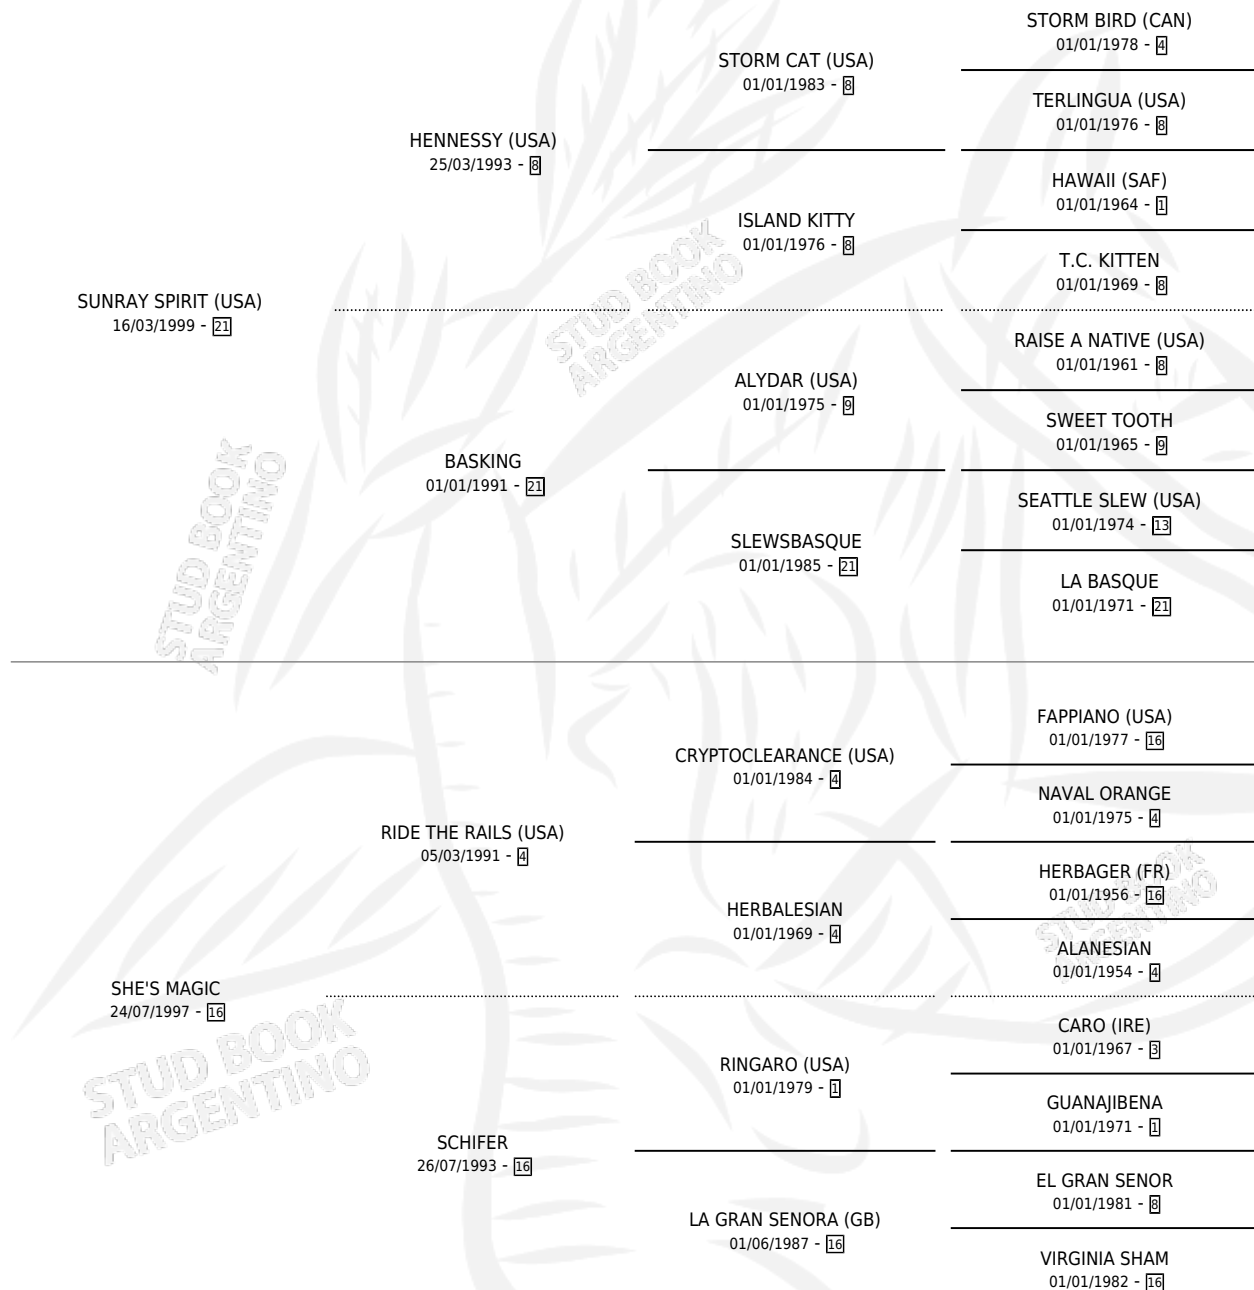 STORM BIRD (CAN)
01/01/1978 - 4
STORM CAT (USA)
01/01/1983 - 8
TERLINGUA (USA)
01/01/1976 - 8
HENNESSY (USA)
25/03/1993 - 8
HAWAII (SAF)
01/01/1964 - 1
ISLAND KITTY
01/01/1976 - 8
T.C. KITTEN
01/01/1969 - 8
SUNRAY SPIRIT (USA)
16/03/1999 - 21
RAISE A NATIVE (USA)
01/01/1961 - 8
ALYDAR (USA)
01/01/1975 - 9
SWEET TOOTH
01/01/1965 - 9
BASKING
01/01/1991 - 21
SEATTLE SLEW (USA)
01/01/1974 - 13
SLEWSBASQUE
01/01/1985 - 21
LA BASQUE
01/01/1971 - 21
FAPPIANO (USA)
01/01/1977 - 16
CRYPTOCLEARANCE (USA)
01/01/1984 - 4
NAVAL ORANGE
01/01/1975 - 4
RIDE THE RAILS (USA)
05/03/1991 - 4
HERBAGER (FR)
01/01/1956 - 16
HERBALESIAN
01/01/1969 - 4
ALANESIAN
01/01/1954 - 4
SHE'S MAGIC
24/07/1997 - 16
CARO (IRE)
01/01/1967 - 3
RINGARO (USA)
01/01/1979 - 1
GUANAJIBENA
01/01/1971 - 1
SCHIFER
26/07/1993 - 16
EL GRAN SENOR
01/01/1981 - 8
LA GRAN SENORA (GB)
01/06/1987 - 16
VIRGINIA SHAM
01/01/1982 - 16
STUD BOOK
ARGENTINO
STUD BOOK
ARGENTINO
STUD BOOK
ARGENTINO
STUD BOOK
ARGENTINO